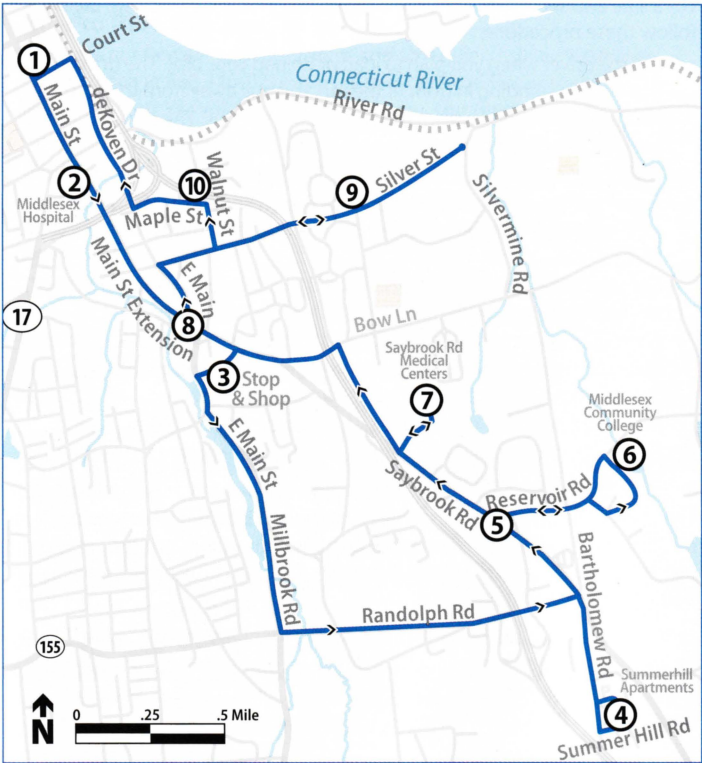 Court St
1
Connecticut River
River Rd
Main St
deKoven Dr
Walnut St
Silver St
9
2
10
Silvermine Rd
Middlesex
Hospital
Maple St
Main St Extension
E Main
17
8
Bow Ln
Saybrook Rd
Medical
Centers
3
Stop
& Shop
7
Middlesex
Community
College
6
E Main St
Saybrook Rd
Reservoir Rd
5
Millbrook Rd
Bartholomew Rd
Randolph Rd
155
Summerhill
Apartments
4
Summer Hill Rd
N
0 .25 .5 Mile